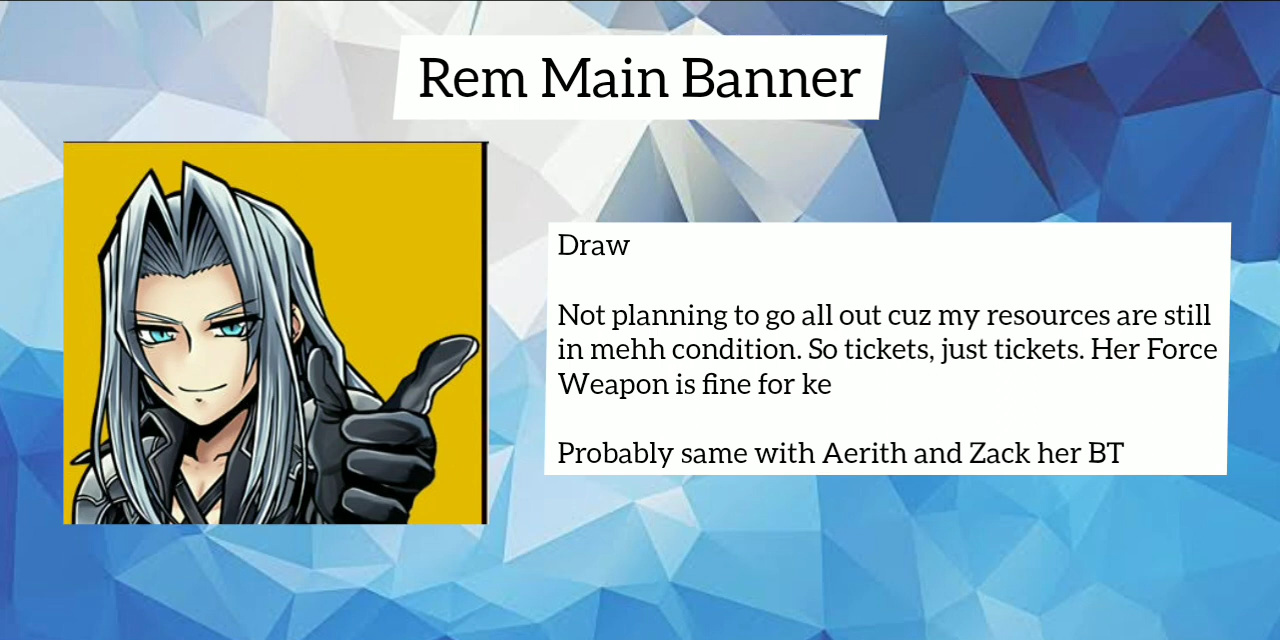 Rem Main Banner
Draw
Not planning to go all out cuz my resources are still
in mehh condition. So tickets, just tickets. Her Force
Weapon is fine for ke
Probably same with Aerith and Zack her BT